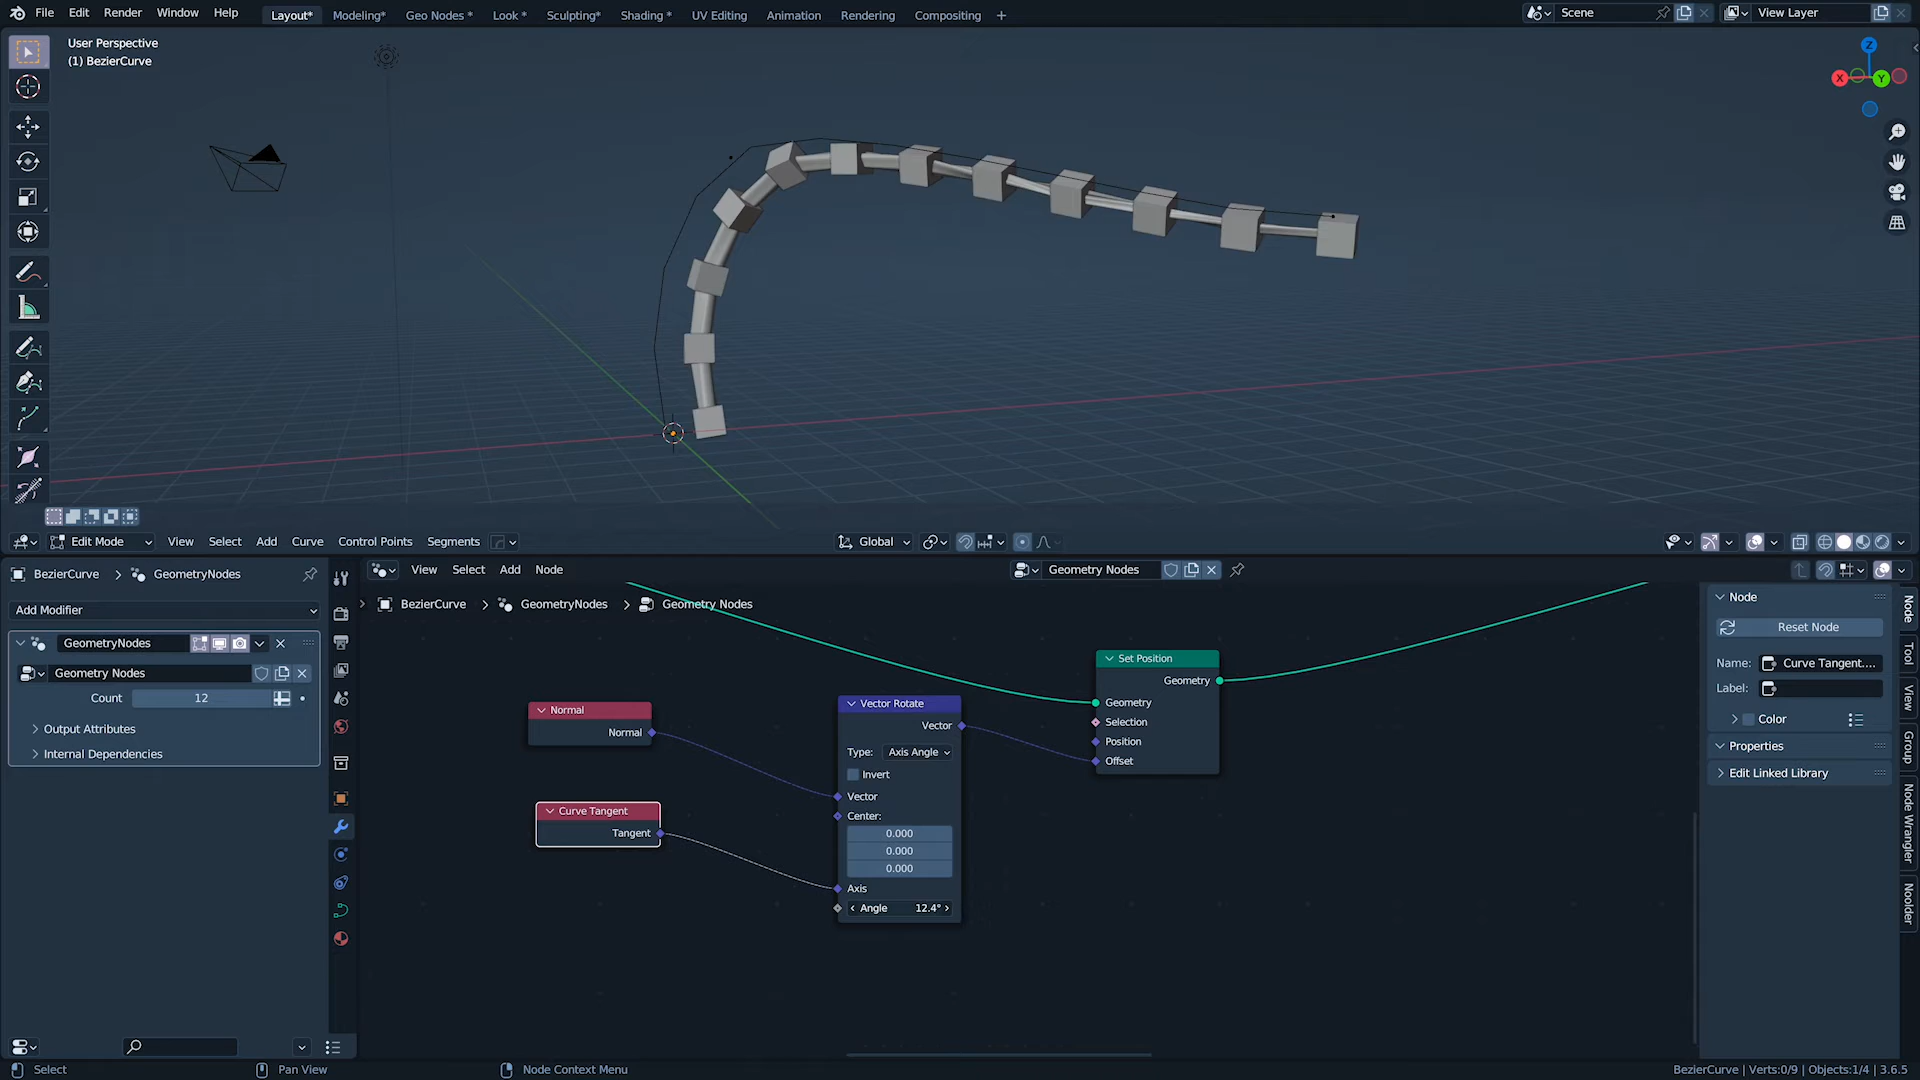 File Edit Render Window Help Layout* Modeling* Geo Nodes * Look * Sculpting* Shading * UV Editing Animation Rendering Compositing + Scene View Layer
User Perspective
(1) BezierCurve
Z
X Y
Edit Mode View Select Add Curve Control Points Segments Global
BezierCurve > GeometryNodes
View Select Add Node Geometry Nodes
BezierCurve > GeometryNodes > Geometry Nodes
Add Modifier
GeometryNodes
Geometry Nodes
Count 12
Output Attributes
Internal Dependencies
Normal
Normal
Curve Tangent
Tangent
Vector Rotate
Vector
Type: Axis Angle
Invert
Vector
Center:
0.000
0.000
0.000
Axis
Angle 12.4°
Set Position
Geometry
Geometry
Selection
Position
Offset
Node
Reset Node
Name: Curve Tangent....
Label:
Color
Properties
Edit Linked Library
Node
Tool
View
Group
Node Wrangler
Noolder
Select Pan View Node Context Menu BezierCurve | Verts:0/9 | Objects:1/4 | 3.6.5